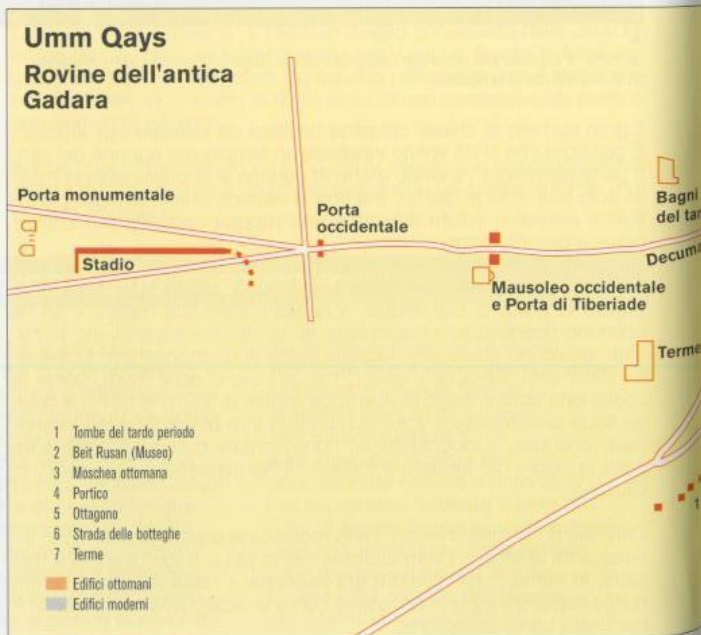 Umm Qays
Rovine dell'antica
Gadara
Porta monumentale
Stadio
Porta
occidentale
Bagni
del tar
Decuma
Mausoleo occidentale
e Porta di Tiberiade
Terme
1 Tombe del tardo periodo
2 Beit Rusan (Museo)
3 Moschea ottomana
4 Portico
5 Ottagono
6 Strada delle botteghe
7 Terme
Edifici ottomani
Edifici moderni
1